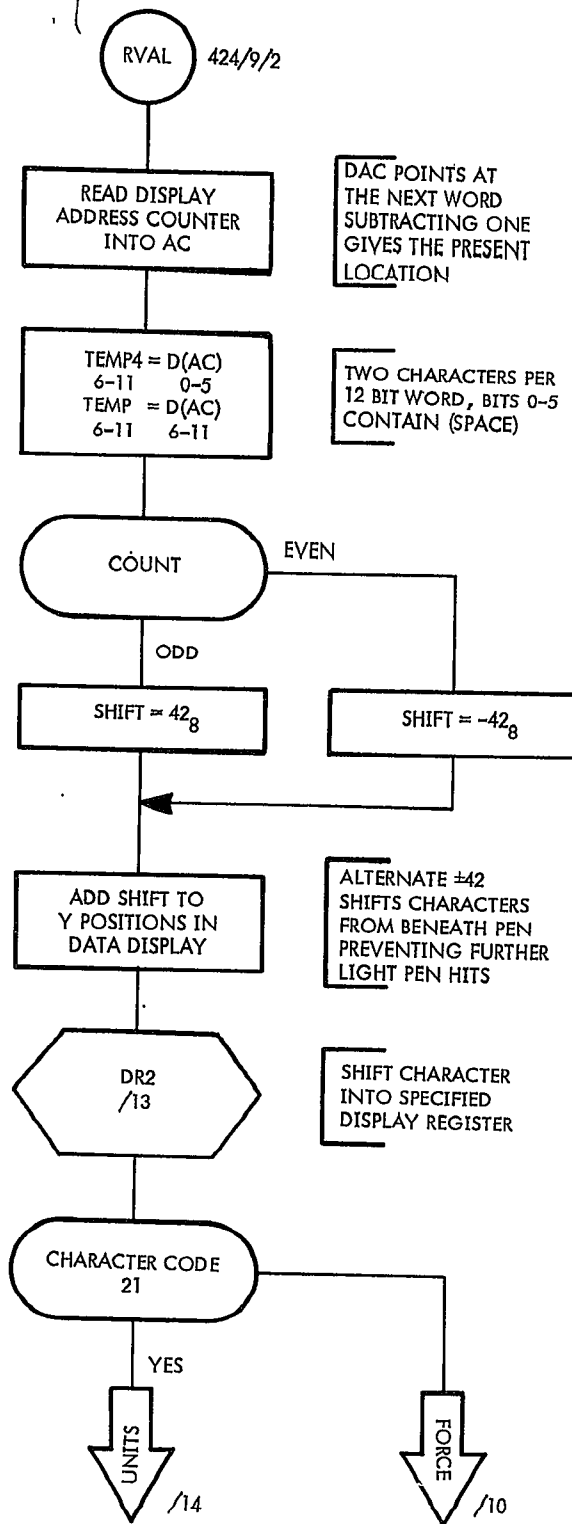 RVAL 424/9/2
READ DISPLAY
ADDRESS COUNTER
INTO AC
DAC POINTS AT
THE NEXT WORD
SUBTRACTING ONE
GIVES THE PRESENT
LOCATION
TEMP4 = D(AC)
6-11 0-5
TEMP = D(AC)
6-11 6-11
TWO CHARACTERS PER
12 BIT WORD, BITS 0-5
CONTAIN (SPACE)
COUNT
EVEN
ODD
SHIFT = 42₈
SHIFT = -42₈
ADD SHIFT TO
Y POSITIONS IN
DATA DISPLAY
ALTERNATE ±42
SHIFTS CHARACTERS
FROM BENEATH PEN
PREVENTING FURTHER
LIGHT PEN HITS
DR2
/13
SHIFT CHARACTER
INTO SPECIFIED
DISPLAY REGISTER
CHARACTER CODE
21
YES
UNITS
/14
FORCE
/10